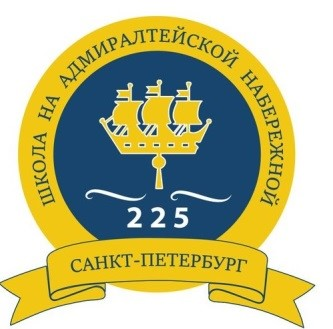 ШКОЛА НА АДМИРАЛТЕЙСКОЙ НАБЕРЕЖНОЙ
225
САНКТ-ПЕТЕРБУРГ